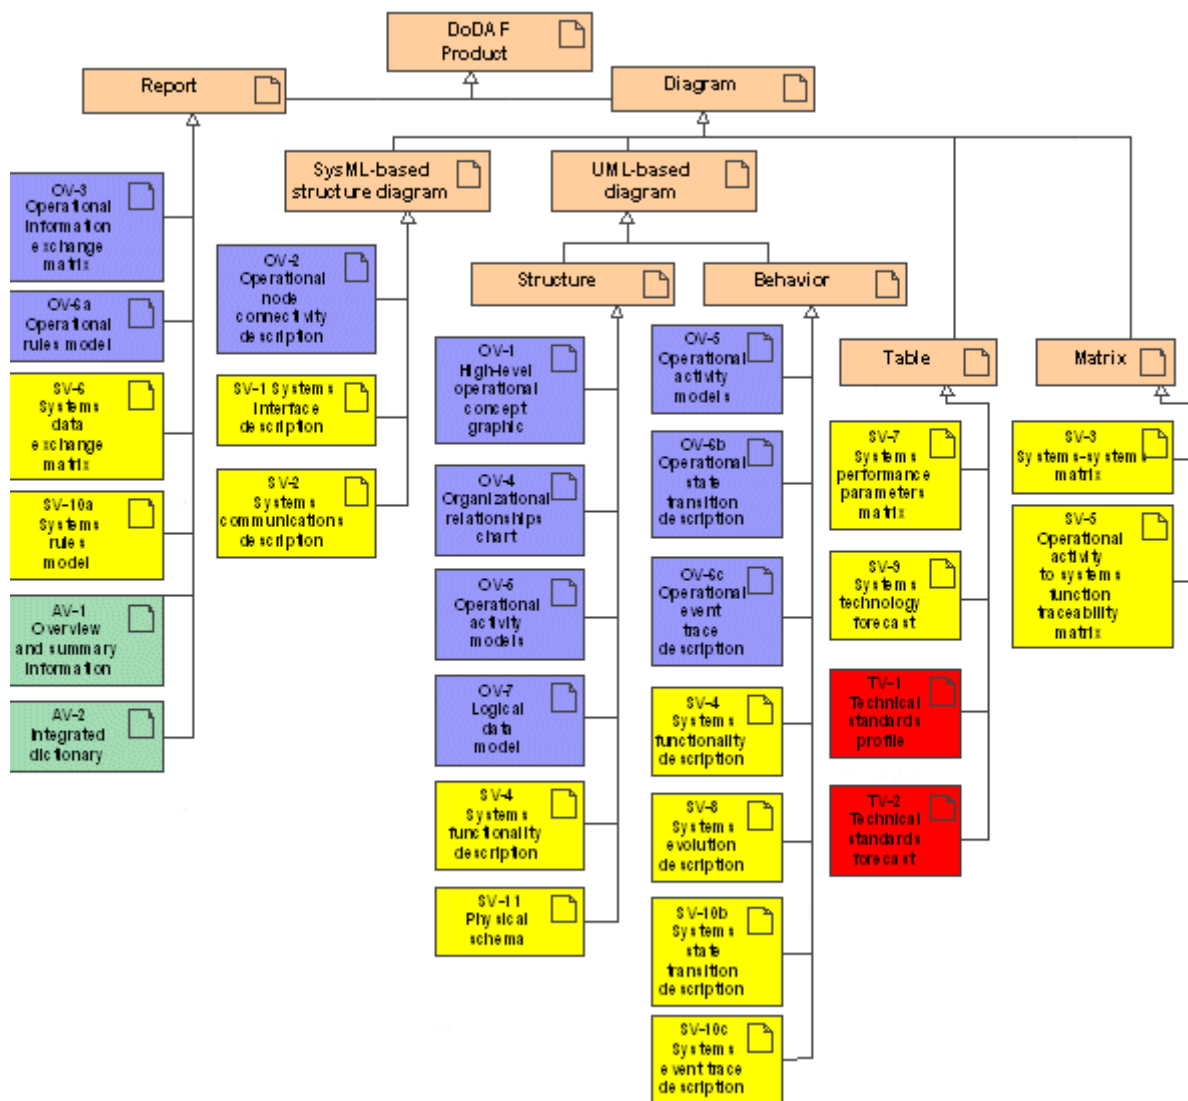 DoDAF
Product
Report
Diagram
SysML-based
structure diagram
UML-based
diagram
Structure
Behavior
Table
Matrix
OV-3
Operational
information
exchange
matrix
OV-6a
Operational
rules model
SV-6
Systems
data
exchange
matrix
SV-10a
Systems
rules
model
AV-1
Overview
and summary
information
AV-2
Integrated
dictionary
OV-2
Operational
node
connectivity
description
SV-1 Systems
interface
description
SV-2
Systems
communications
description
OV-1
High-level
operational
concept
graphic
OV-4
Organizational
relationships
chart
OV-5
Operational
activity
models
OV-7
Logical
data
model
SV-4
Systems
functionality
description
SV-11
Physical
schema
OV-5
Operational
activity
models
OV-6b
Operational
state
transition
description
OV-6c
Operational
event
trace
description
SV-4
Systems
functionality
description
SV-8
Systems
evolution
description
SV-10b
Systems
state
transition
description
SV-10c
Systems
event trace
description
SV-7
Systems
performance
parameters
matrix
SV-9
Systems
technology
forecast
TV-1
Technical
standards
profile
TV-2
Technical
standards
forecast
SV-3
Systems-systems
matrix
SV-5
Operational
activity
to systems
function
traceability
matrix